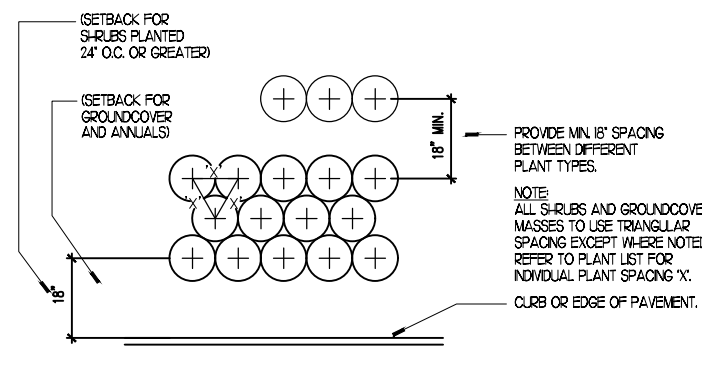 (SETBACK FOR
SHRUBS PLANTED
24" O.C. OR GREATER)
(SETBACK FOR
GROUNDCOVER
AND ANNUALS)
18" MIN.
PROVIDE MIN. 18" SPACING
BETWEEN DIFFERENT
PLANT TYPES.
"X"
"X"
"X"
NOTE:
ALL SHRUBS AND GROUNDCOVE
MASSES TO USE TRIANGULAR
SPACING EXCEPT WHERE NOTED
REFER TO PLANT LIST FOR
INDIVIDUAL PLANT SPACING "X".
18"
CURB OR EDGE OF PAVEMENT.